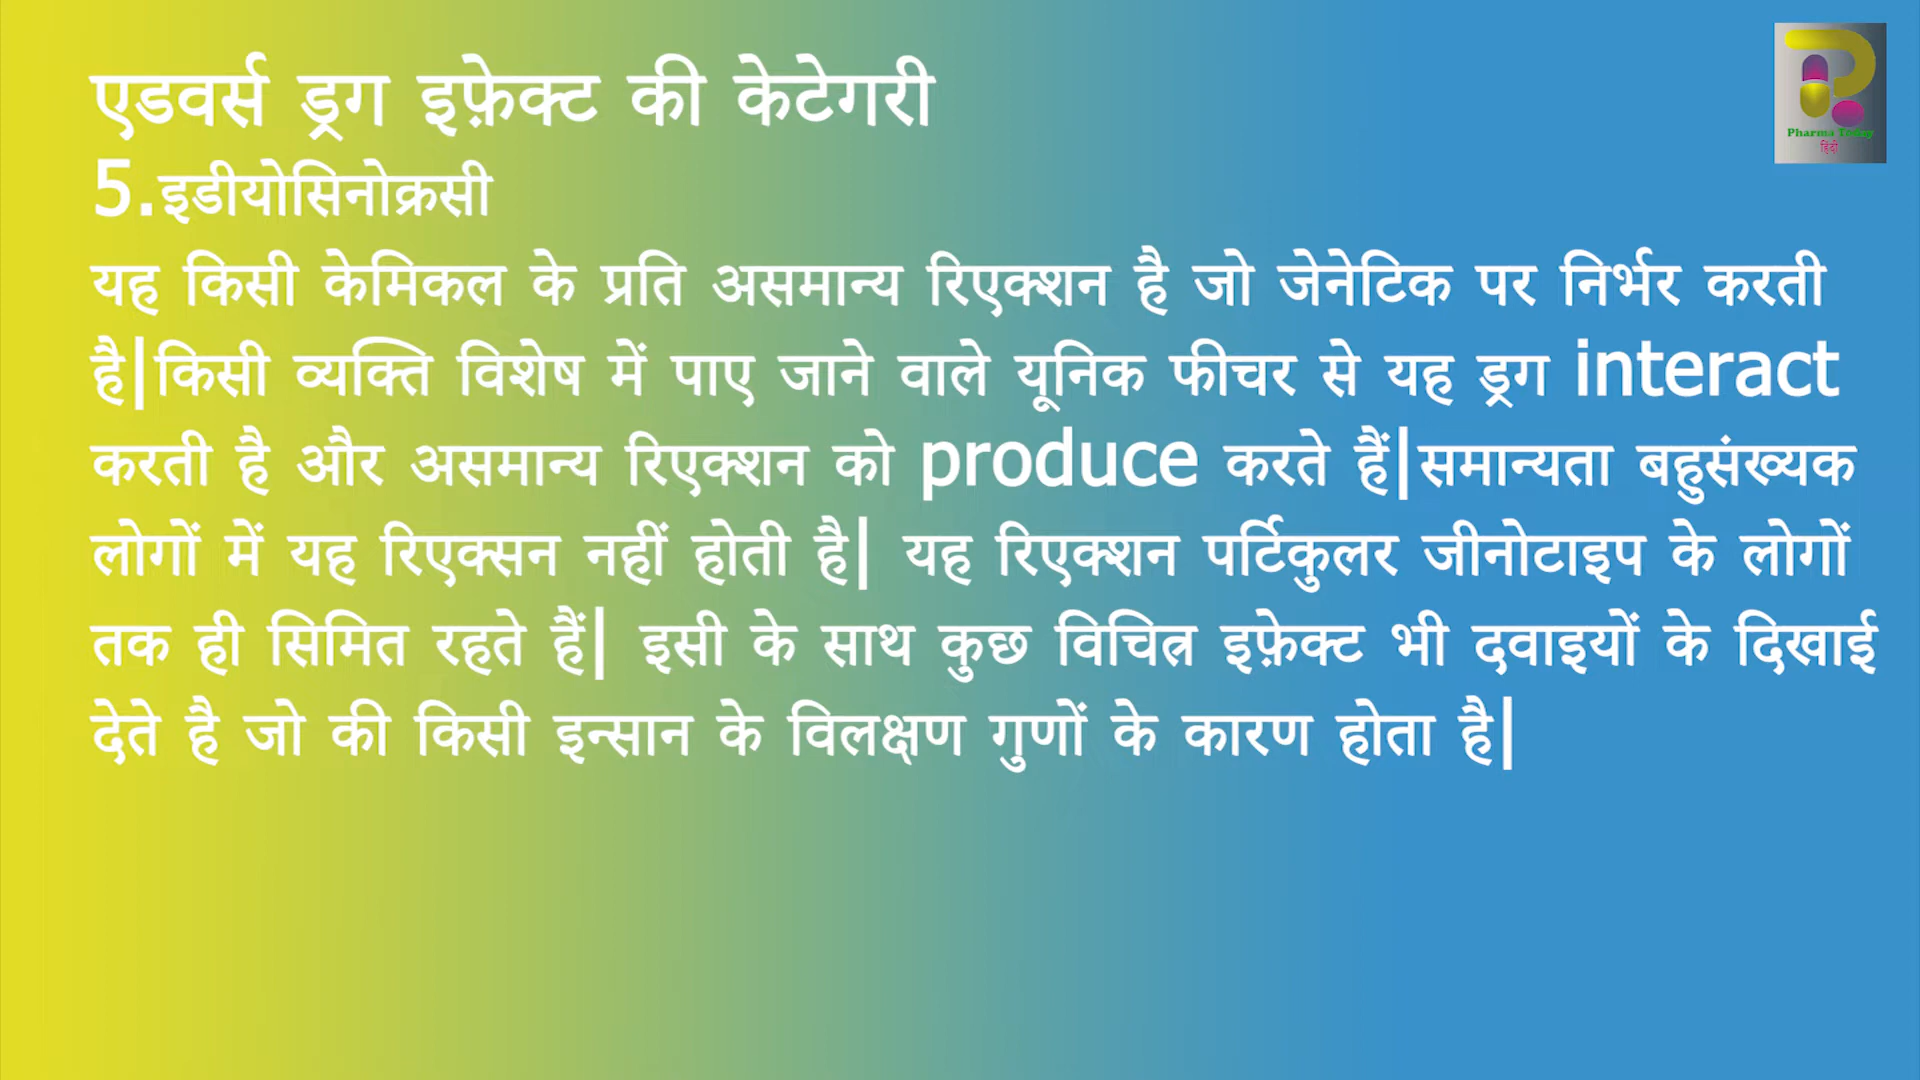 एडवर्स ड्रग इफ़ेक्ट की केटेगरी
5.इडीयोसिनोक्रसी
यह किसी केमिकल के प्रति असमान्य रिएक्शन है जो जेनेटिक पर निर्भर करती
है|किसी व्यक्ति विशेष में पाए जाने वाले यूनिक फीचर से यह ड्रग interact
करती है और असमान्य रिएक्शन को produce करते हैं|समान्यता बहुसंख्यक
लोगों में यह रिएक्सन नहीं होती है| यह रिएक्शन पर्टिकुलर जीनोटाइप के लोगों
तक ही सिमित रहते हैं| इसी के साथ कुछ विचित्र इफ़ेक्ट भी दवाइयों के दिखाई
देते है जो की किसी इन्सान के विलक्षण गुणों के कारण होता है|
Pharma Today
हिंदी